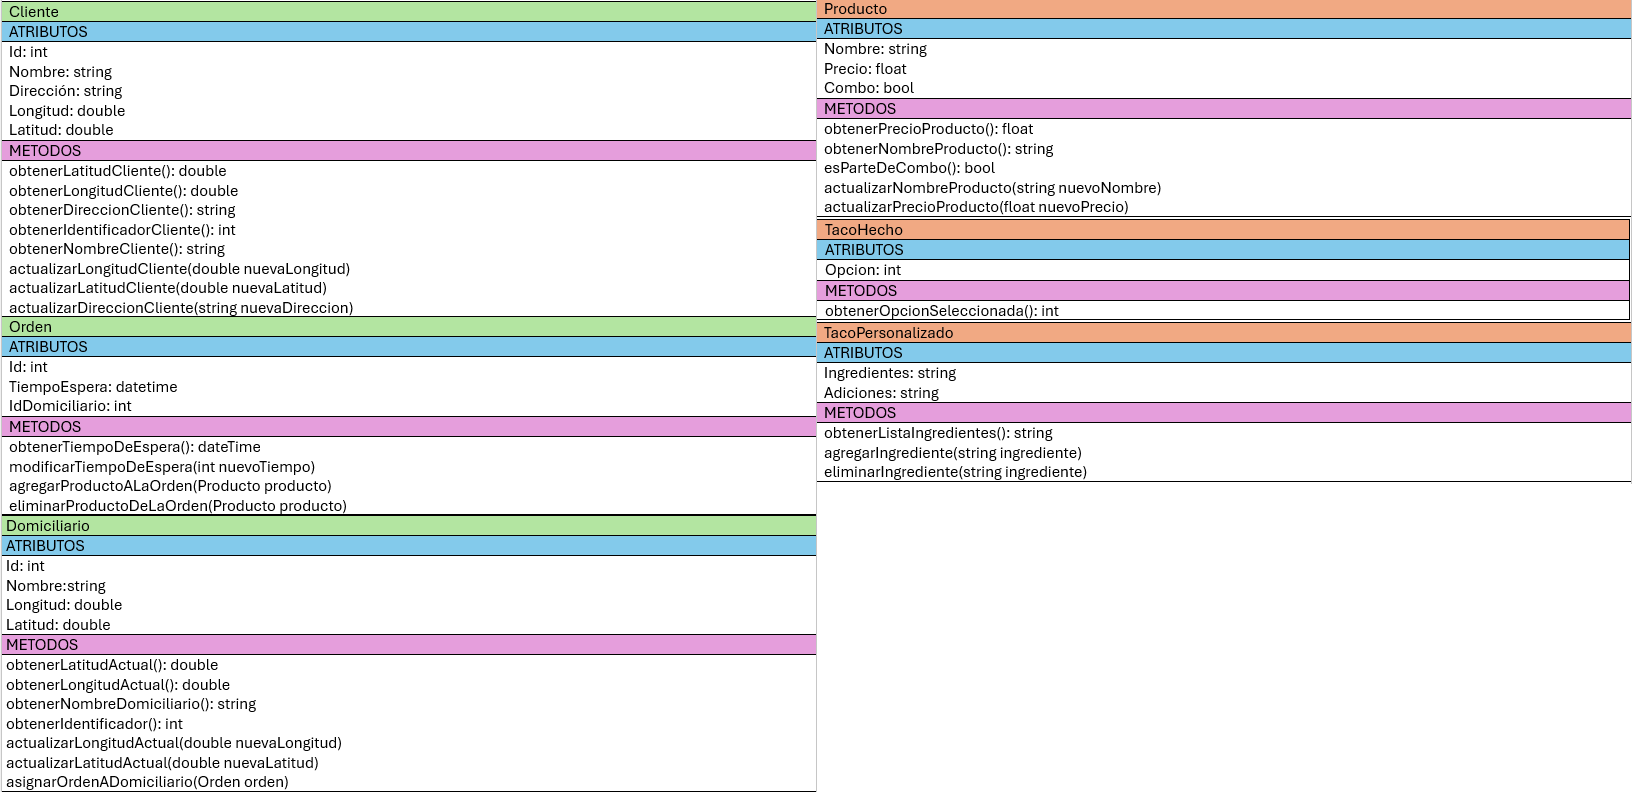 Cliente
ATRIBUTOS
Id: int
Nombre: string
Dirección: string
Longitud: double
Latitud: double
METODOS
obtenerLatitudCliente(): double
obtenerLongitudCliente(): double
obtenerDireccionCliente(): string
obtenerIdentificadorCliente(): int
obtenerNombreCliente(): string
actualizarLongitudCliente(double nuevaLongitud)
actualizarLatitudCliente(double nuevaLatitud)
actualizarDireccionCliente(string nuevaDireccion)
Orden
ATRIBUTOS
Id: int
TiempoEspera: datetime
IdDomiciliario: int
METODOS
obtenerTiempoDeEspera(): dateTime
modificarTiempoDeEspera(int nuevoTiempo)
agregarProductoALaOrden(Producto producto)
eliminarProductoDeLaOrden(Producto producto)
Domiciliario
ATRIBUTOS
Id: int
Nombre:string
Longitud: double
Latitud: double
METODOS
obtenerLatitudActual(): double
obtenerLongitudActual(): double
obtenerNombreDomiciliario(): string
obtenerIdentificador(): int
actualizarLongitudActual(double nuevaLongitud)
actualizarLatitudActual(double nuevaLatitud)
asignarOrdenADomiciliario(Orden orden)
Producto
ATRIBUTOS
Nombre: string
Precio: float
Combo: bool
METODOS
obtenerPrecioProducto(): float
obtenerNombreProducto(): string
esParteDeCombo(): bool
actualizarNombreProducto(string nuevoNombre)
actualizarPrecioProducto(float nuevoPrecio)
TacoHecho
ATRIBUTOS
Opcion: int
METODOS
obtenerOpcionSeleccionada(): int
TacoPersonalizado
ATRIBUTOS
Ingredientes: string
Adiciones: string
METODOS
obtenerListaIngredientes(): string
agregarIngrediente(string ingrediente)
eliminarIngrediente(string ingrediente)